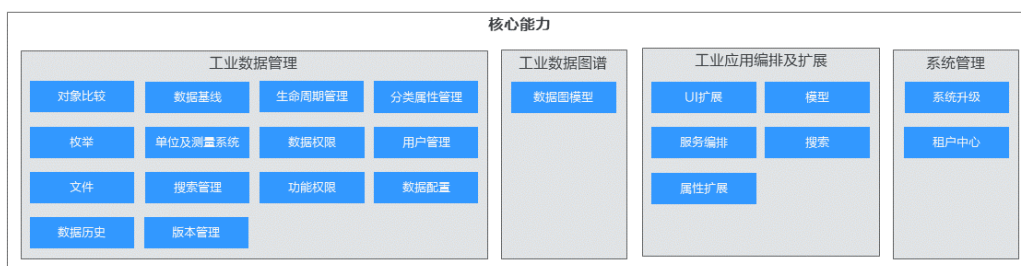 核心能力
工业数据管理
对象比较 数据基线 生命周期管理 分类属性管理
枚举 单位及测量系统 数据权限 用户管理
文件 搜索管理 功能权限 数据配置
数据历史 版本管理
工业数据图谱
数据图模型
工业应用编排及扩展
UI扩展 模型
服务编排 搜索
属性扩展
系统管理
系统升级
租户中心